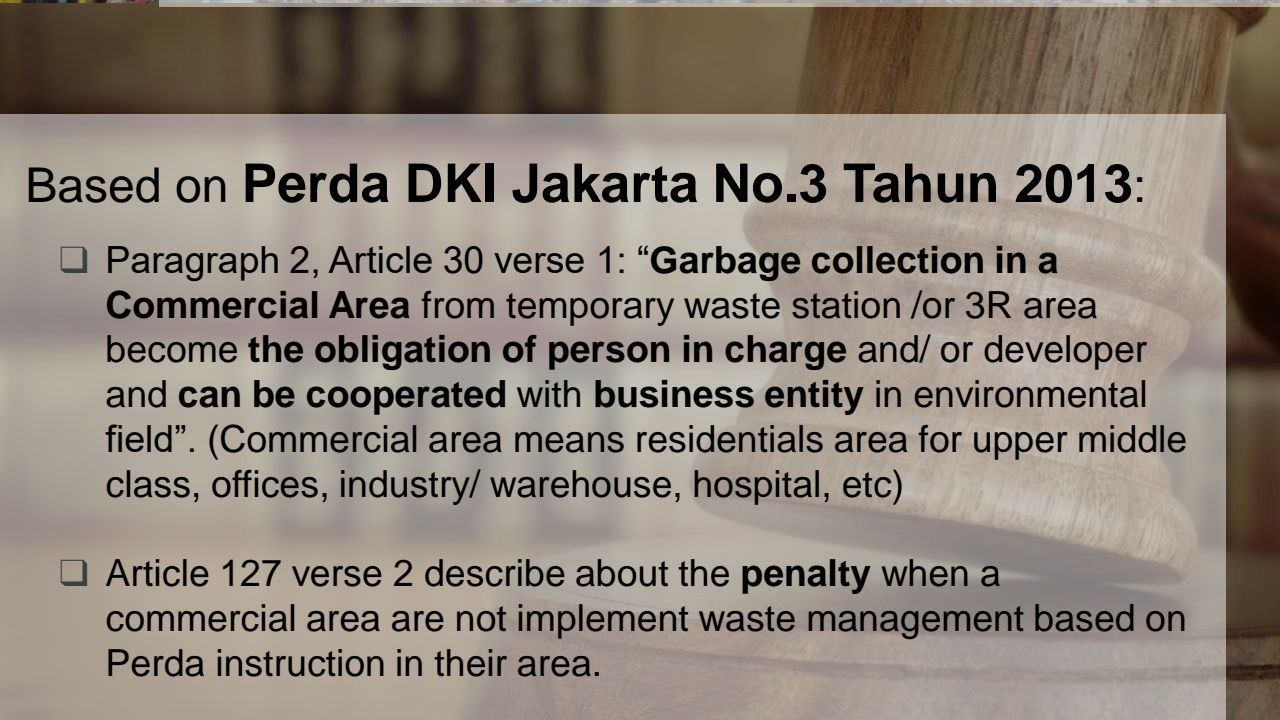 Based on Perda DKI Jakarta No.3 Tahun 2013:
❑ Paragraph 2, Article 30 verse 1: “Garbage collection in a
Commercial Area from temporary waste station /or 3R area
become the obligation of person in charge and/ or developer
and can be cooperated with business entity in environmental
field”. (Commercial area means residentials area for upper middle
class, offices, industry/ warehouse, hospital, etc)
❑ Article 127 verse 2 describe about the penalty when a
commercial area are not implement waste management based on
Perda instruction in their area.